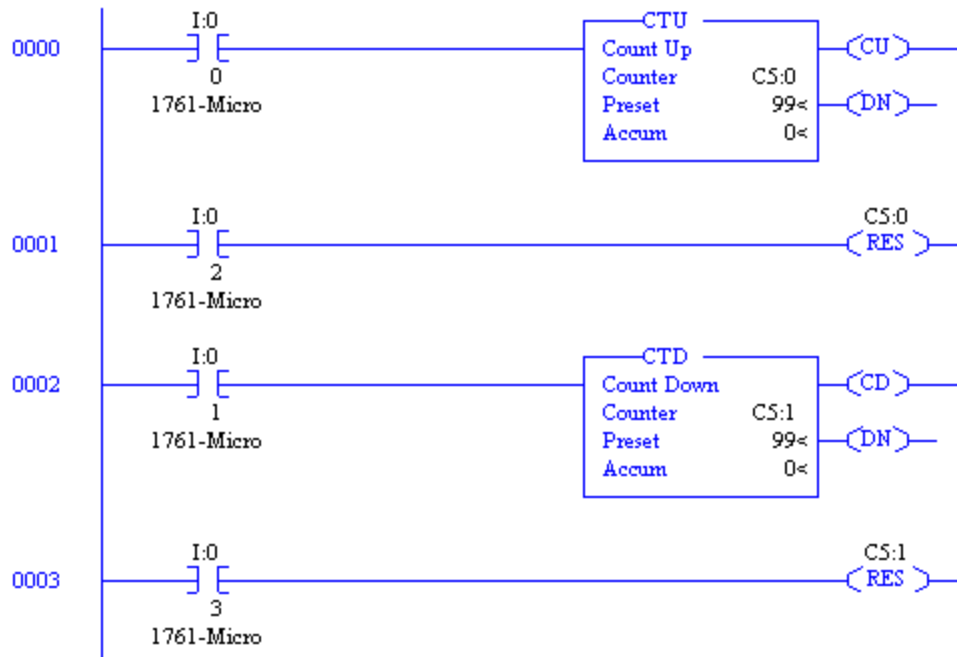 I:0
CTU
0000
Count Up
CU
0
Counter C5:0
1761-Micro
Preset 99<
DN
Accum 0<
I:0
C5:0
0001
RES
2
1761-Micro
I:0
CTD
0002
Count Down
CD
1
Counter C5:1
1761-Micro
Preset 99<
DN
Accum 0<
I:0
C5:1
0003
RES
3
1761-Micro